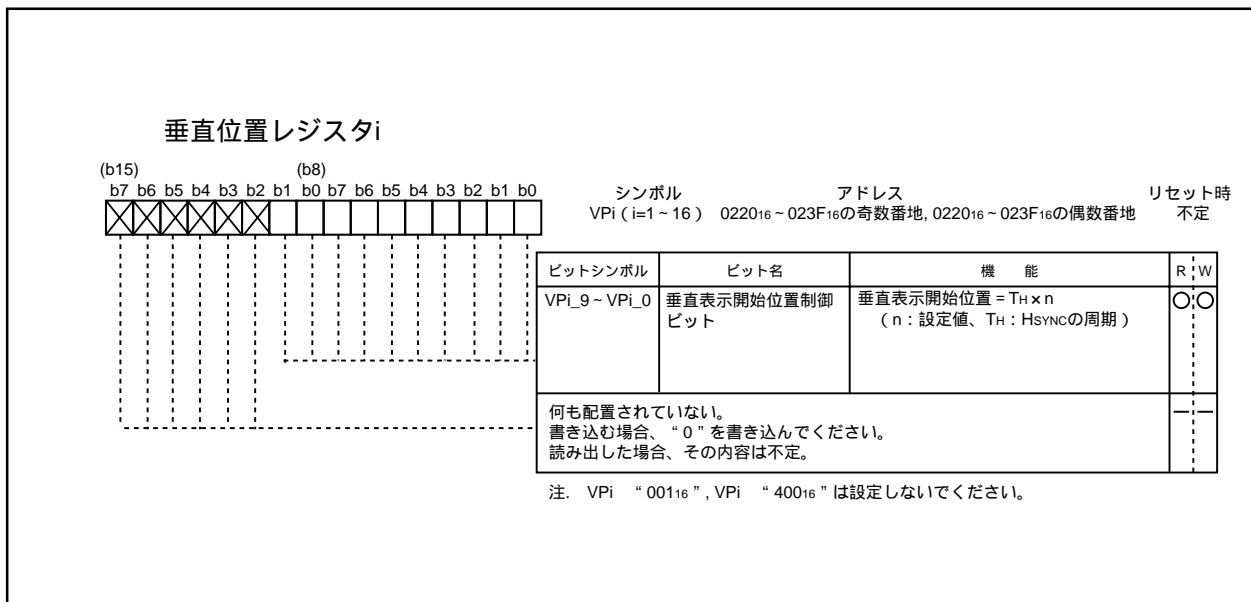 垂直位置レジスタi
(b15) (b8)
b7 b6 b5 b4 b3 b2 b1 b0 b7 b6 b5 b4 b3 b2 b1 b0
シンボル アドレス リセット時
VPi(i=1~16) 022016~023F16の奇数番地, 022016~023F16の偶数番地 不定
ビットシンボル ビット名 機 能 R W
VPi_9~VPi_0 垂直表示開始位置制御 垂直表示開始位置 = TH×n ○ ○
ビット (n:設定値、TH:HSYNCの周期)
何も配置されていない。 — —
書き込む場合、“0”を書き込んでください。
読み出した場合、その内容は不定。
注. VPi “00116”, VPi “40016”は設定しないでください。